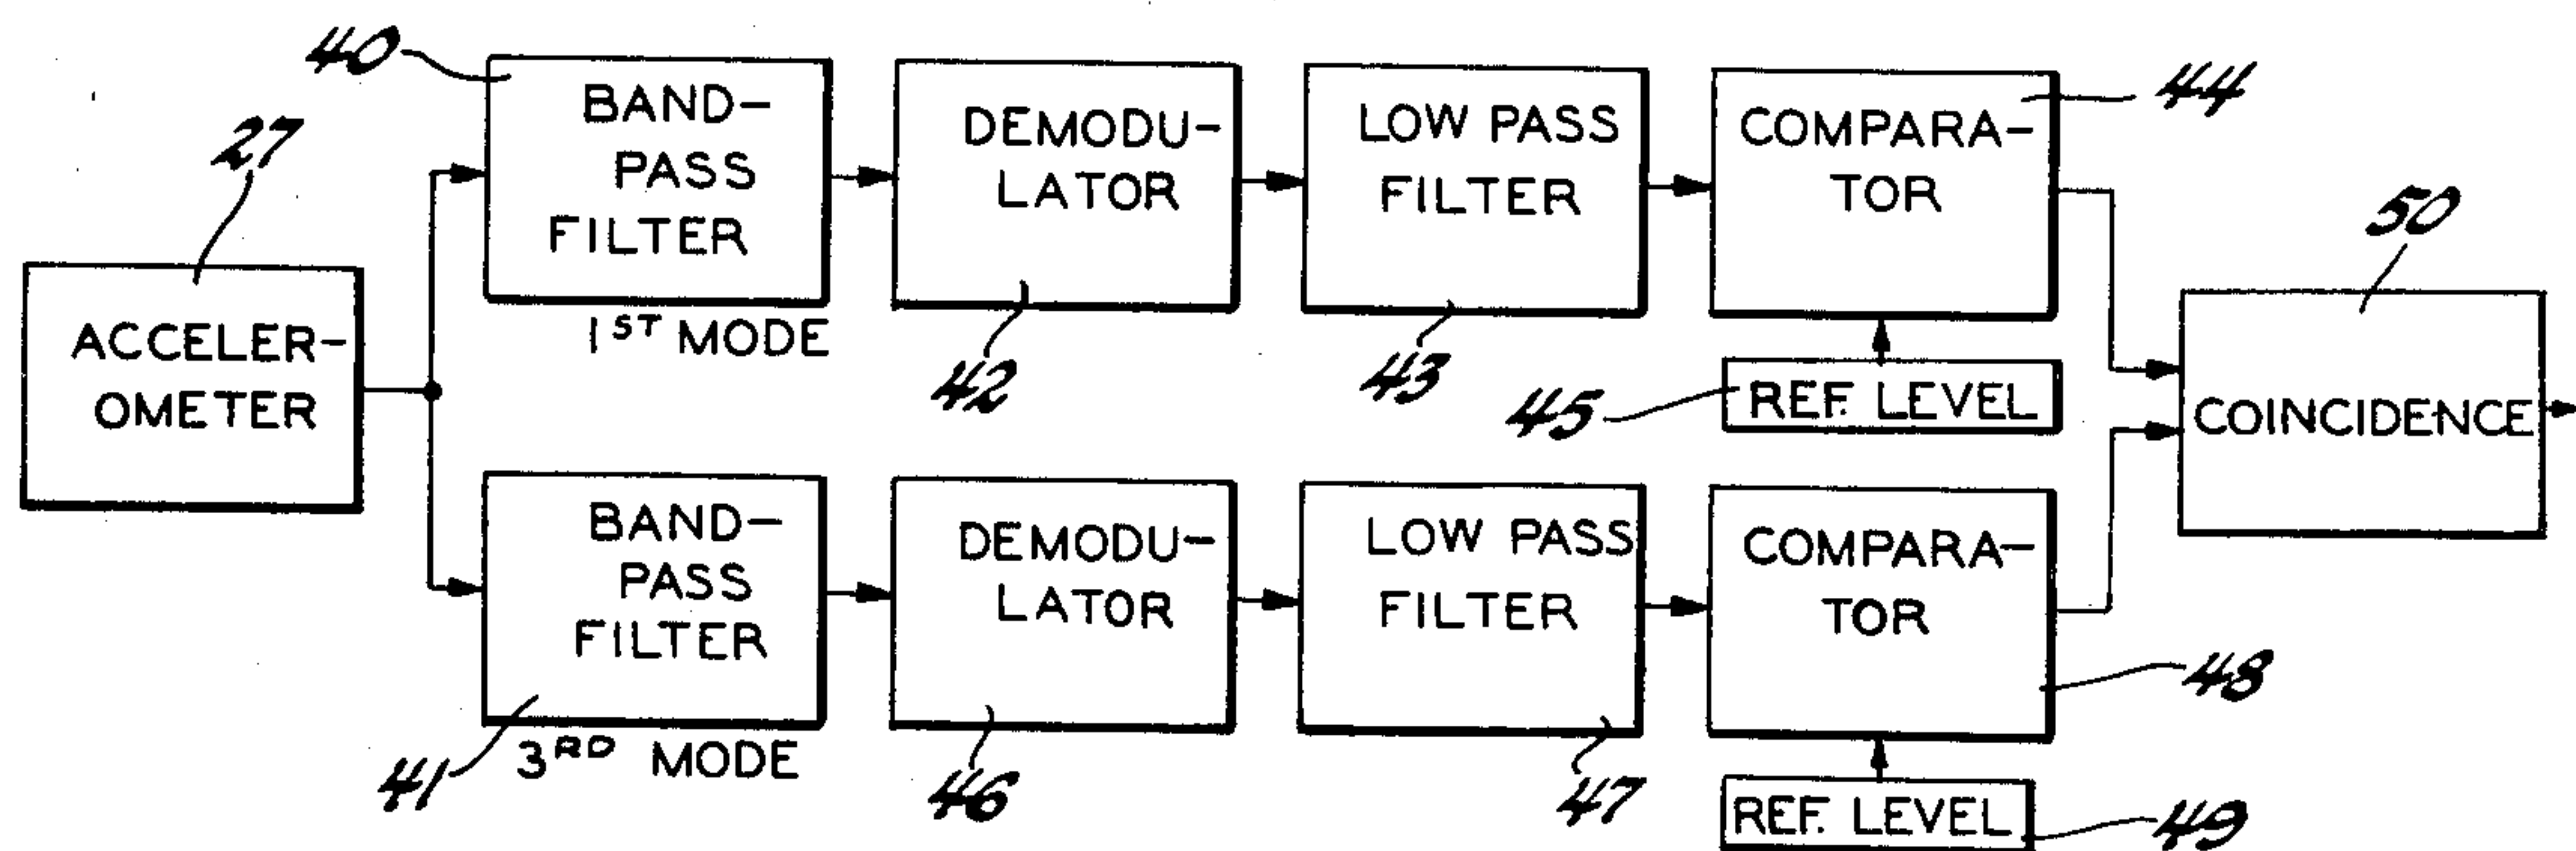 40
BAND-
PASS
FILTER
1ST MODE
DEMODU-
LATOR
42
LOW PASS
FILTER
43
COMPARA-
TOR
44
REF. LEVEL
45
27
ACCELER-
OMETER
50
COINCIDENCE
BAND-
PASS
FILTER
41
3RD MODE
DEMODU-
LATOR
46
LOW PASS
FILTER
47
COMPARA-
TOR
48
REF. LEVEL
49